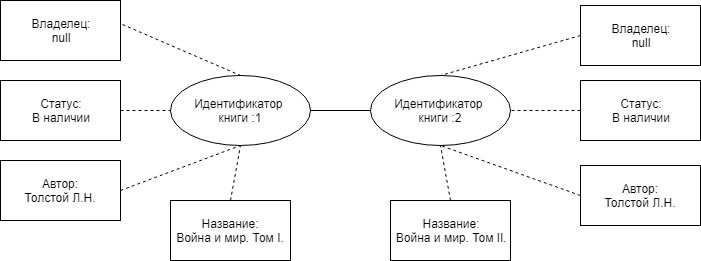 Владелец:
null
Статус:
В наличии
Автор:
Толстой Л.Н.
Идентификатор
книги :1
Название:
Война и мир. Том I.
Идентификатор
книги :2
Название:
Война и мир. Том II.
Владелец:
null
Статус:
В наличии
Автор:
Толстой Л.Н.